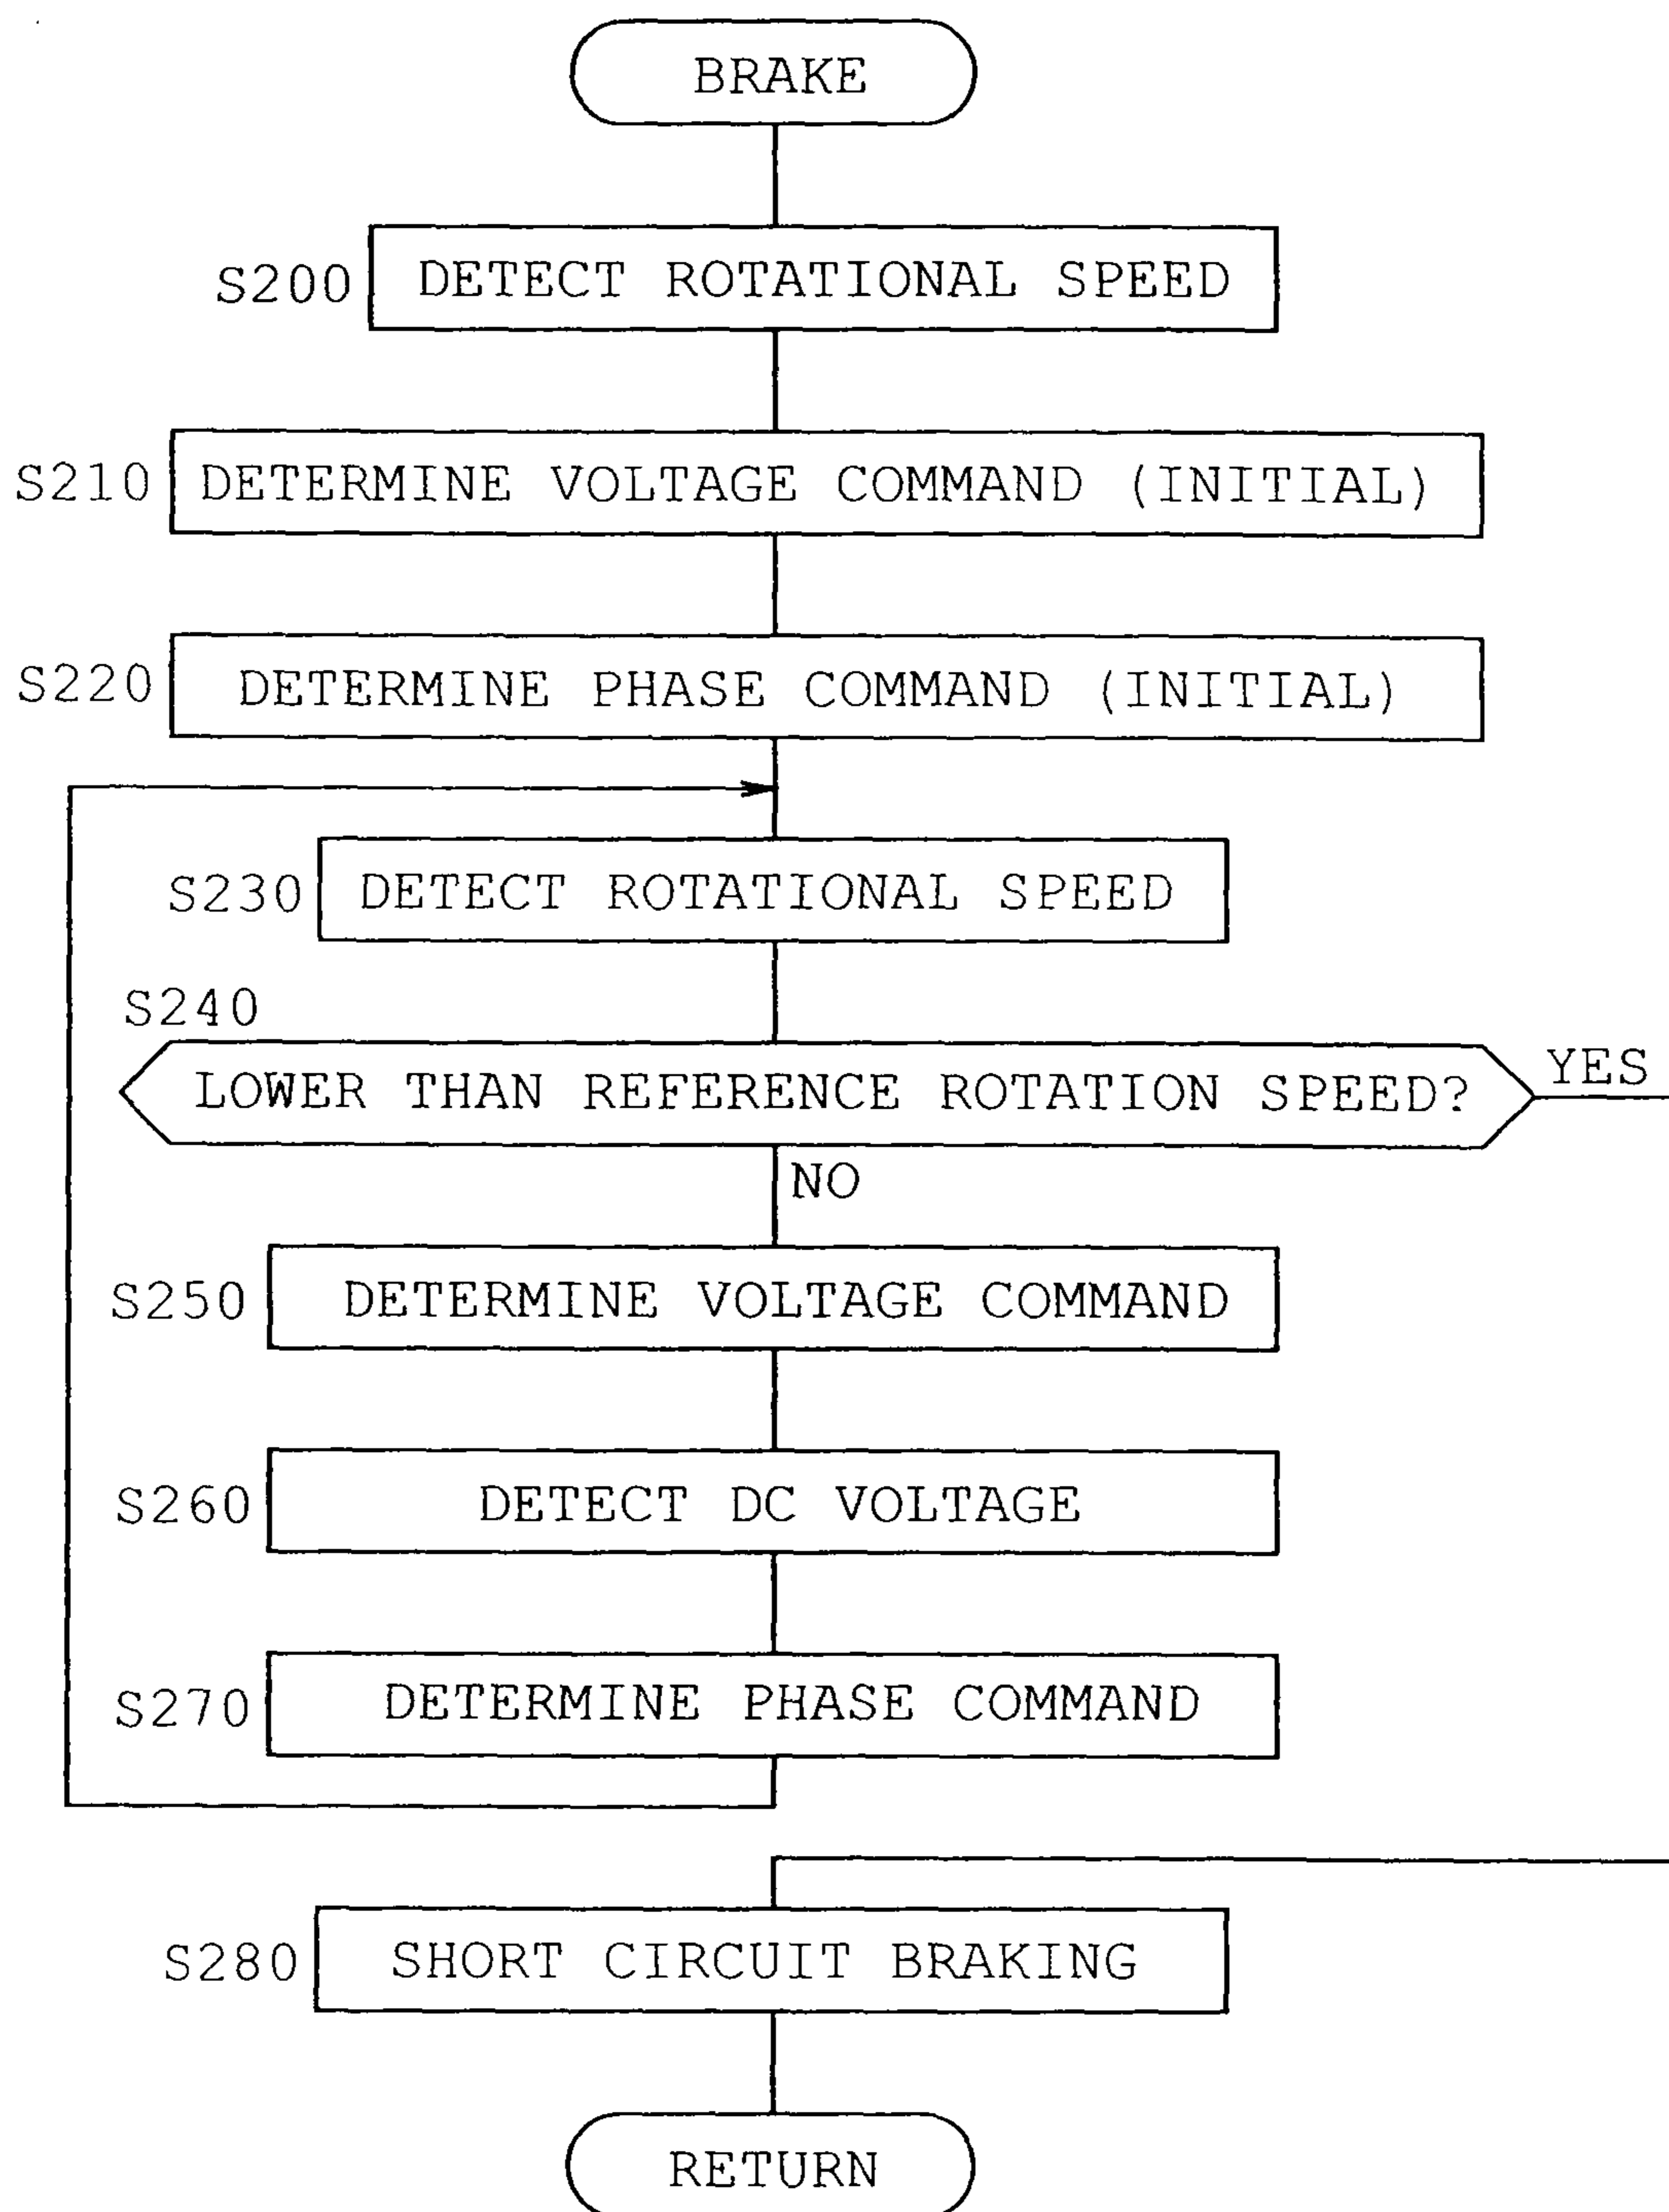 BRAKE
S200 DETECT ROTATIONAL SPEED
S210 DETERMINE VOLTAGE COMMAND (INITIAL)
S220 DETERMINE PHASE COMMAND (INITIAL)
S230 DETECT ROTATIONAL SPEED
S240
LOWER THAN REFERENCE ROTATION SPEED? YES
NO
S250 DETERMINE VOLTAGE COMMAND
S260 DETECT DC VOLTAGE
S270 DETERMINE PHASE COMMAND
S280 SHORT CIRCUIT BRAKING
RETURN